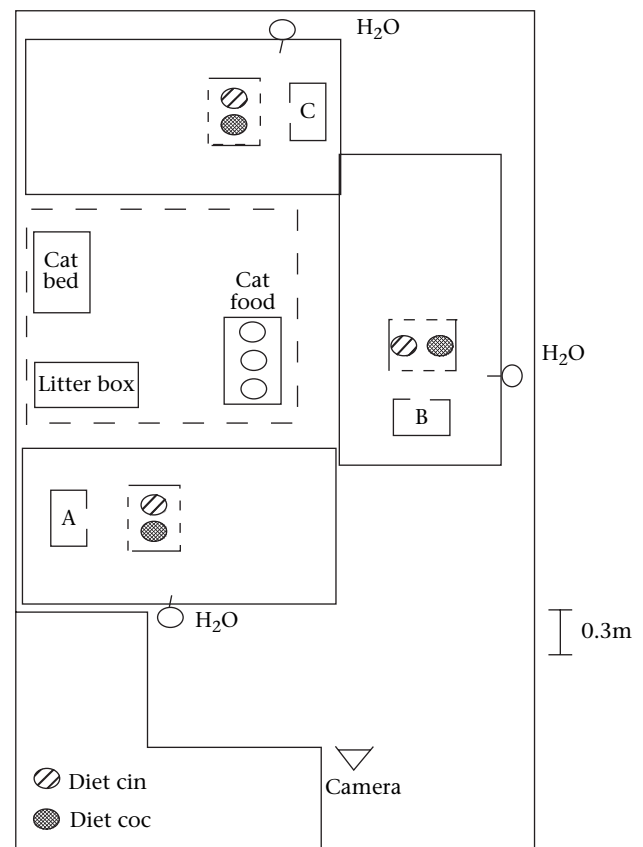 H₂O
C
Cat
bed
Cat
food
H₂O
Litter box
B
A
H₂O
0.3m
Diet cin
Camera
Diet coc